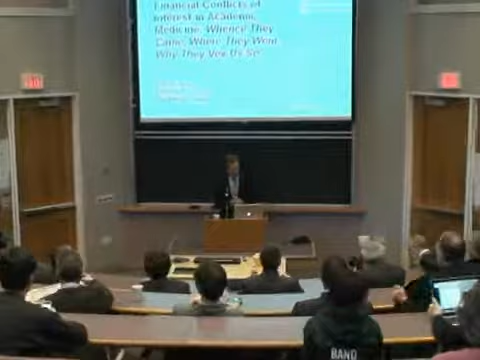 Financial Conflicts of
Interest in Academic
Medicine: Whence They
Came, Where They Went,
Why They Vex Us So
EXIT
EXIT
BAND